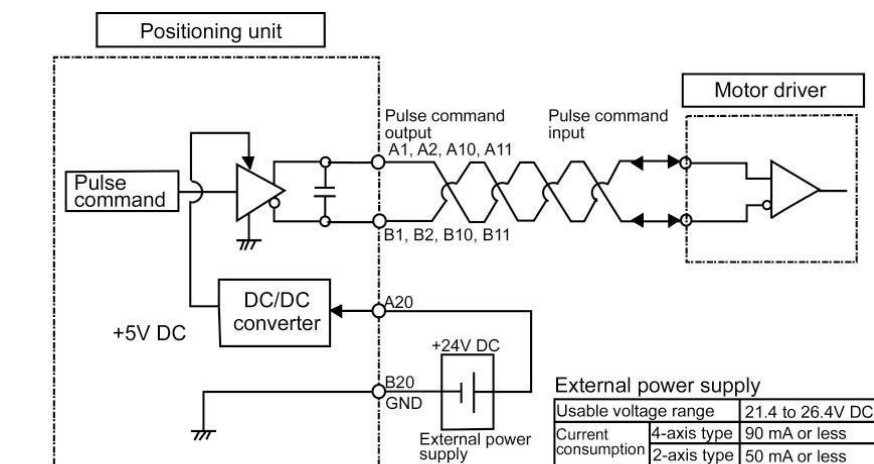 Positioning unit
Motor driver
Pulse command
output
Pulse command
input
A1, A2, A10, A11
Pulse
command
B1, B2, B10, B11
DC/DC
converter
A20
+5V DC
+24V DC
B20
GND
External power
supply
External power supply
Usable voltage range 21.4 to 26.4V DC
Current
consumption
4-axis type 90 mA or less
2-axis type 50 mA or less